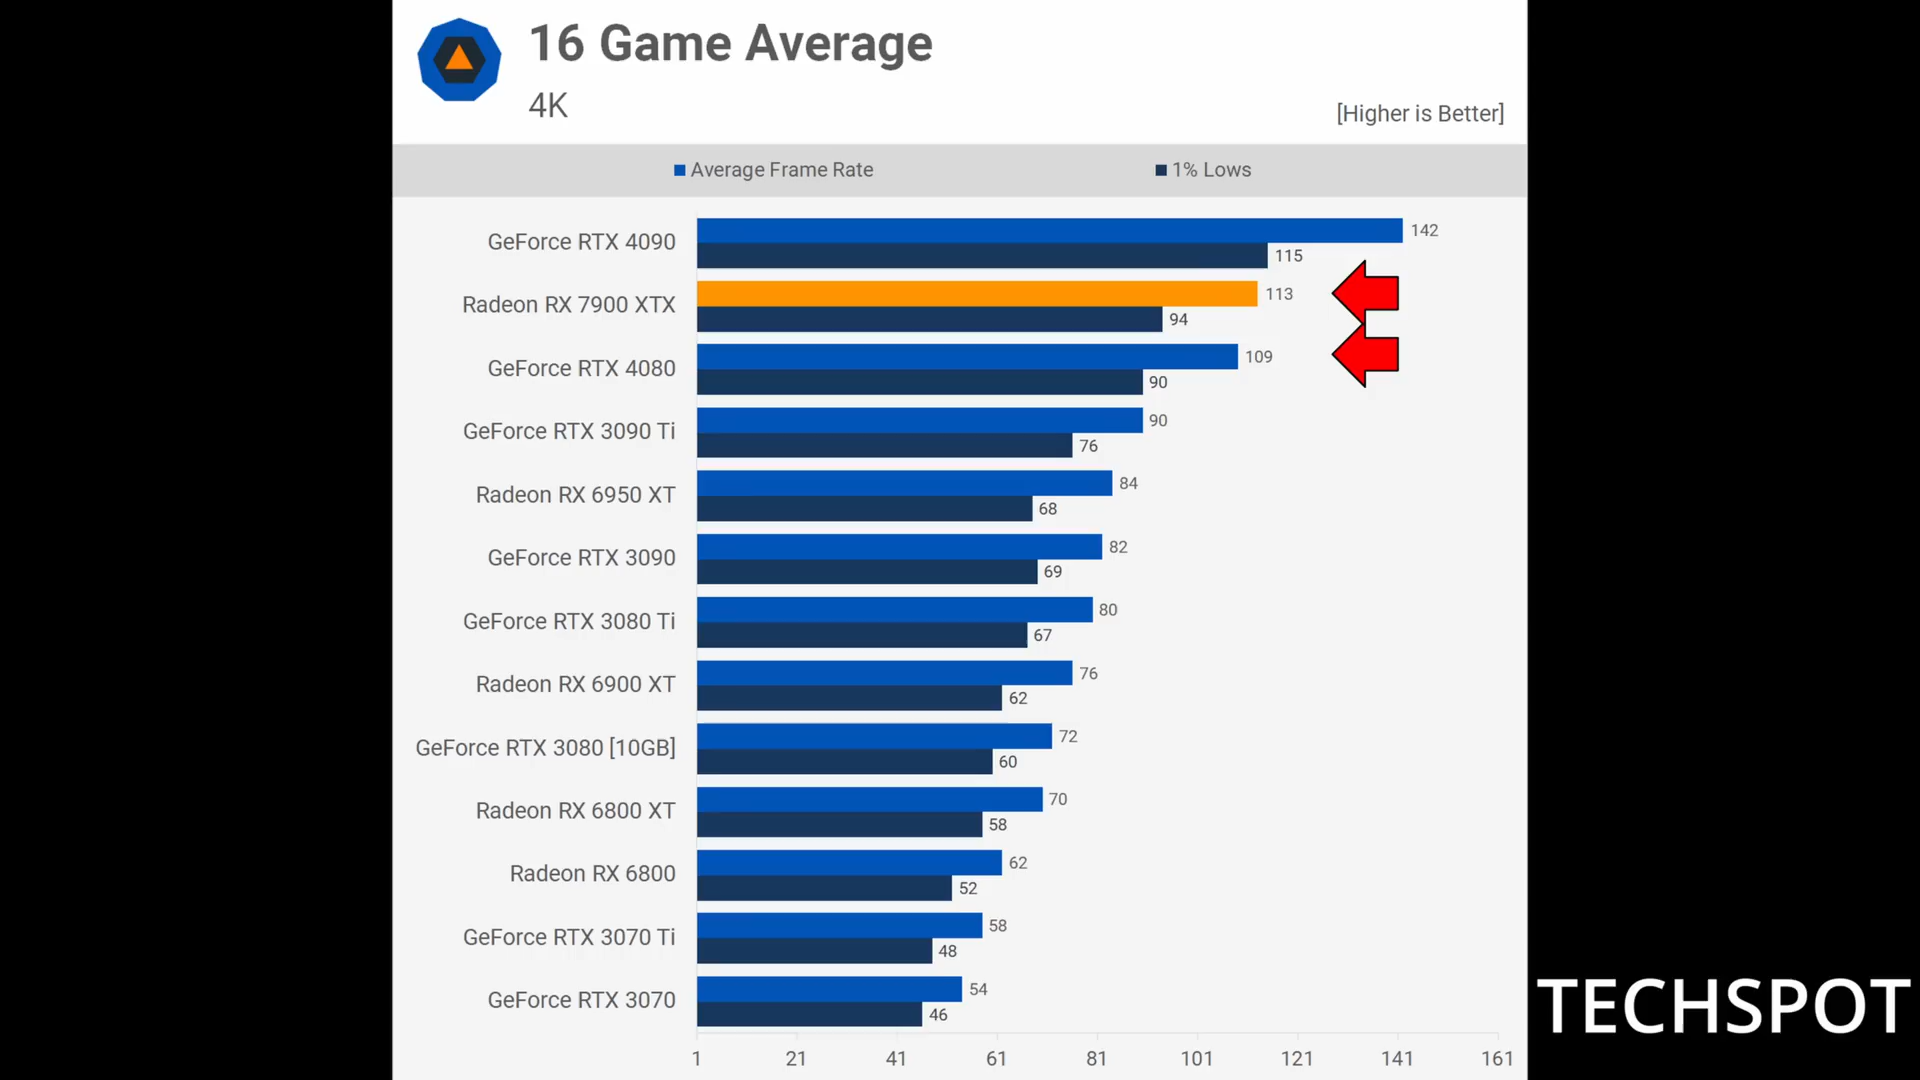 16 Game Average
4K
[Higher is Better]
Average Frame Rate
1% Lows
GeForce RTX 4090
142
115
Radeon RX 7900 XTX
113
94
GeForce RTX 4080
109
90
GeForce RTX 3090 Ti
90
76
Radeon RX 6950 XT
84
68
GeForce RTX 3090
82
69
GeForce RTX 3080 Ti
80
67
Radeon RX 6900 XT
76
62
GeForce RTX 3080 [10GB]
72
60
Radeon RX 6800 XT
70
58
Radeon RX 6800
62
52
GeForce RTX 3070 Ti
58
48
GeForce RTX 3070
54
46
1 21 41 61 81 101 121 141 161
TECHSPOT